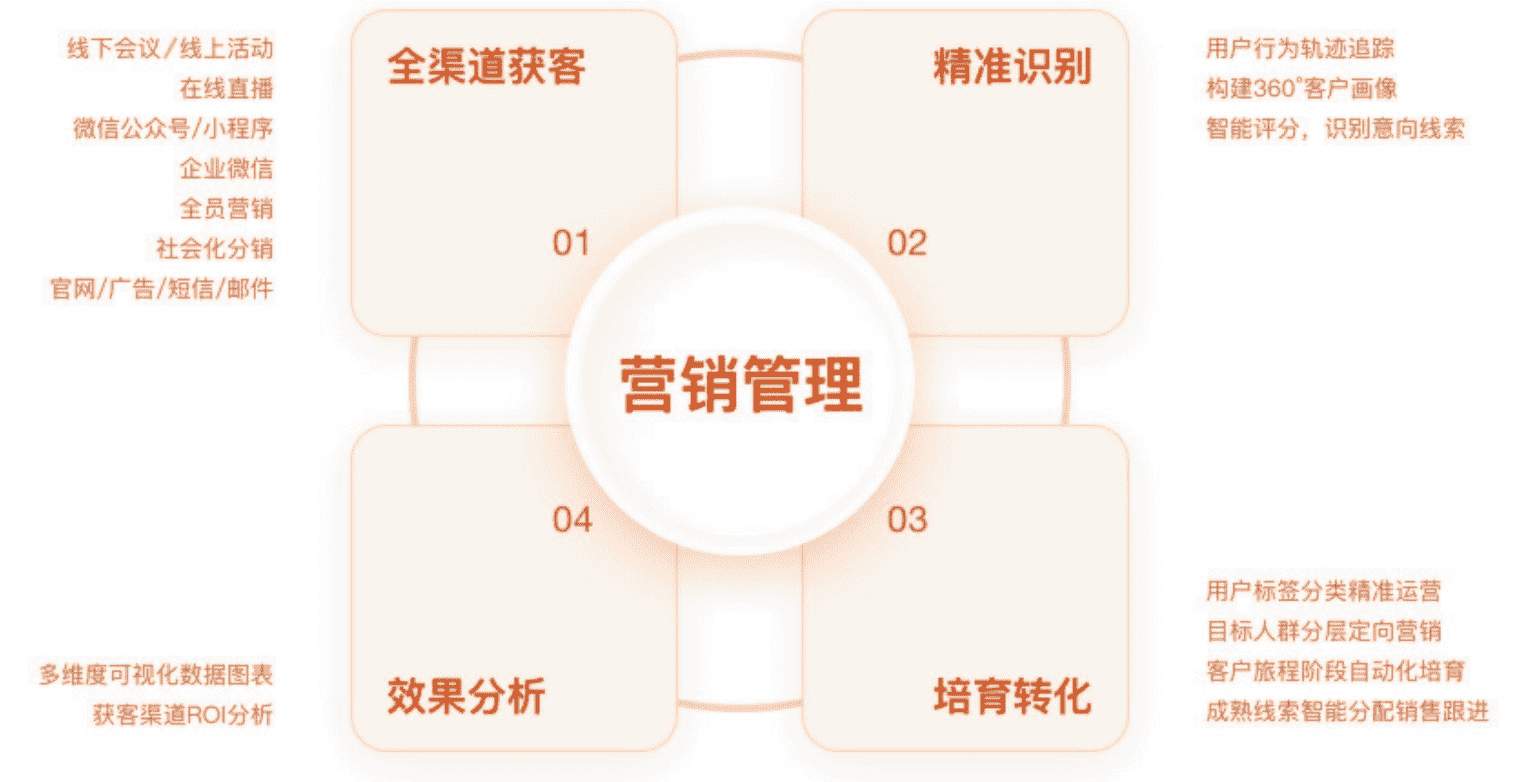 线下会议/线上活动
在线直播
微信公众号/小程序
企业微信
全员营销
社会化分销
官网/广告/短信/邮件
全渠道获客
01
精准识别
02
用户行为轨迹追踪
构建360°客户画像
智能评分，识别意向线索
营销管理
04
效果分析
多维度可视化数据图表
获客渠道ROI分析
03
培育转化
用户标签分类精准运营
目标人群分层定向营销
客户旅程阶段自动化培育
成熟线索智能分配销售跟进